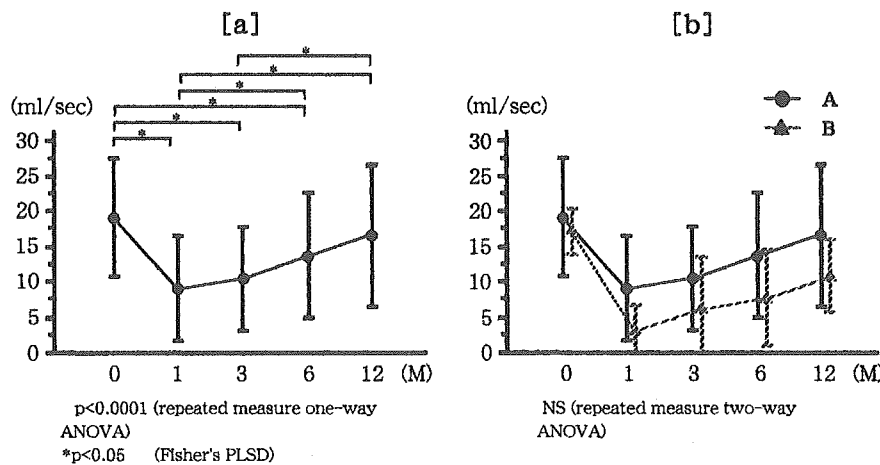 [a]
[b]
*
*
*
*
*
*
(ml/sec)
30
25
20
15
10
5
0
0 1 3 6 12 (M)
p<0.0001 (repeated measure one-way
ANOVA)
*p<0.05 (Fisher's PLSD)
A
B
(ml/sec)
30
25
20
15
10
5
0
0 1 3 6 12 (M)
NS (repeated measure two-way
ANOVA)